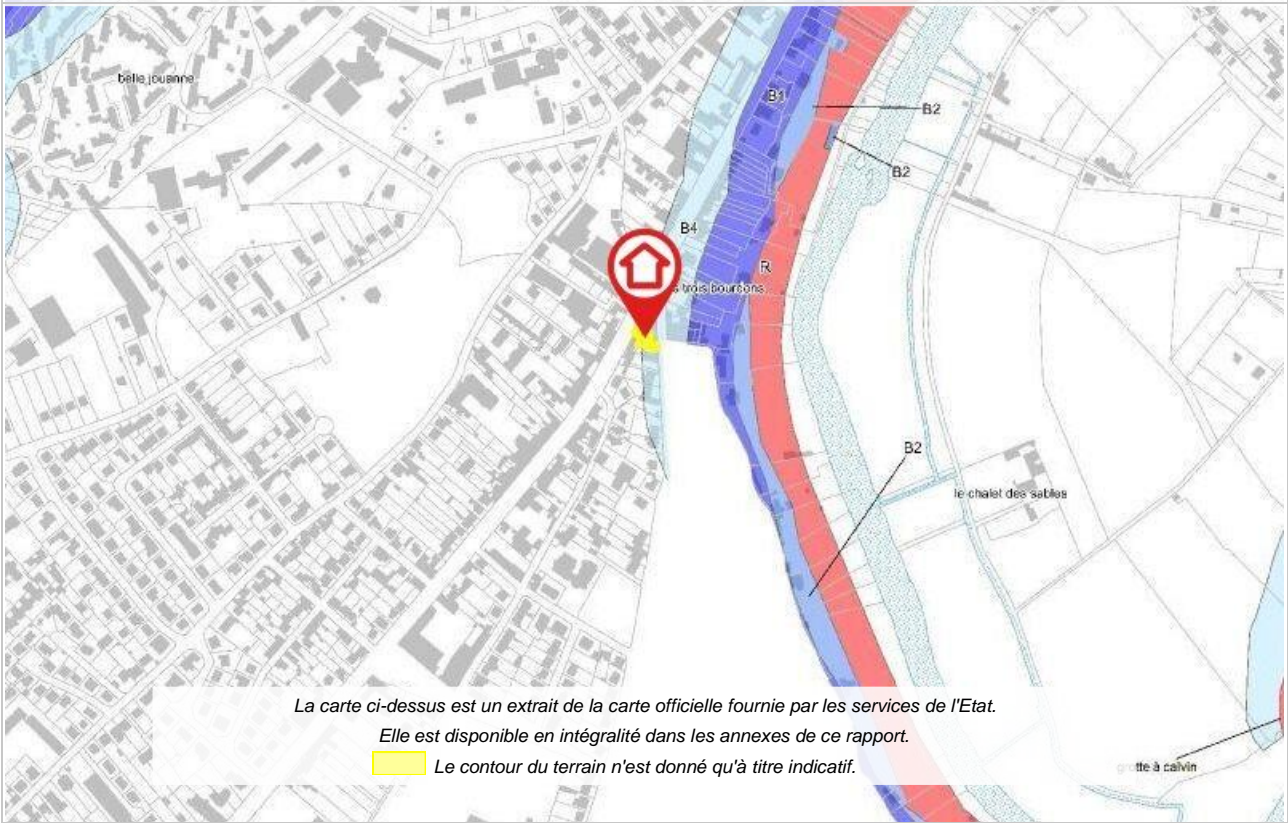 belle jouanne
B1
B2
B2
B4
R
s trois bourdons
B2
le chalet des sables
La carte ci-dessus est un extrait de la carte officielle fournie par les services de l'Etat.
Elle est disponible en intégralité dans les annexes de ce rapport.
Le contour du terrain n'est donné qu'à titre indicatif.
grotte à calvin